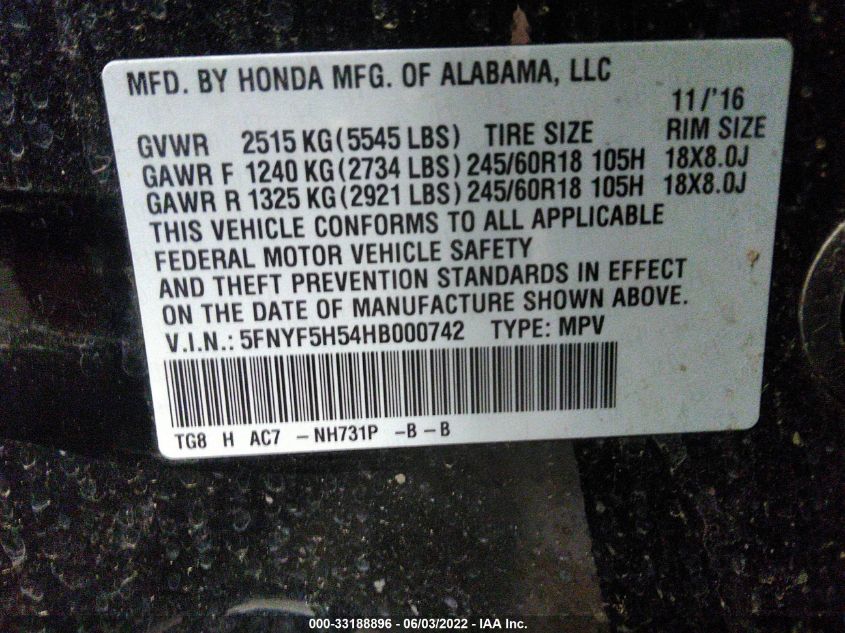 MFD. BY HONDA MFG. OF ALABAMA, LLC
11/'16
GVWR 2515 KG(5545 LBS) TIRE SIZE RIM SIZE
GAWR F 1240 KG(2734 LBS) 245/60R18 105H 18X8.0J
GAWR R 1325 KG(2921 LBS) 245/60R18 105H 18X8.0J
THIS VEHICLE CONFORMS TO ALL APPLICABLE
FEDERAL MOTOR VEHICLE SAFETY
AND THEFT PREVENTION STANDARDS IN EFFECT
ON THE DATE OF MANUFACTURE SHOWN ABOVE.
V.I.N.: 5FNYF5H54HB000742 TYPE: MPV
TG8 H AC7 -NH731P -B-B
000-33188896 - 06/03/2022 - IAA Inc.